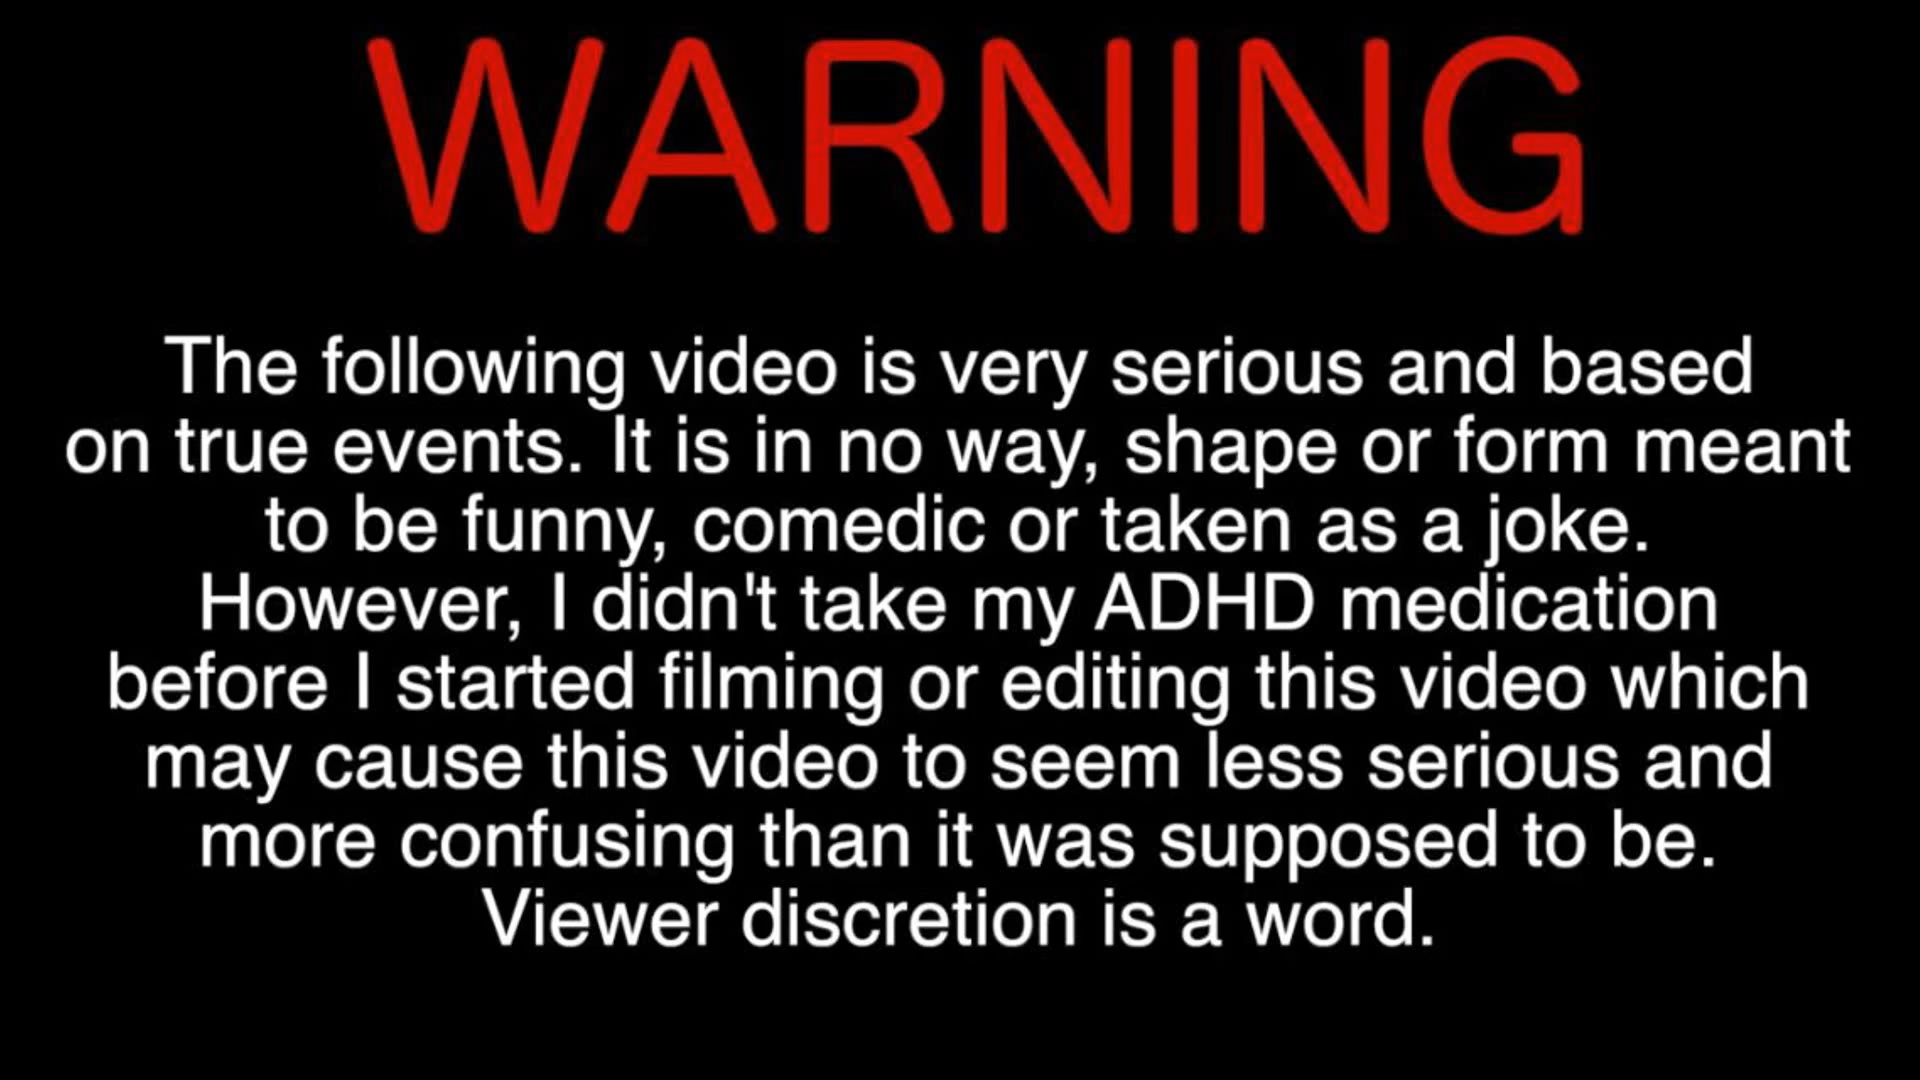 WARNING
The following video is very serious and based
on true events. It is in no way, shape or form meant
to be funny, comedic or taken as a joke.
However, I didn't take my ADHD medication
before I started filming or editing this video which
may cause this video to seem less serious and
more confusing than it was supposed to be.
Viewer discretion is a word.